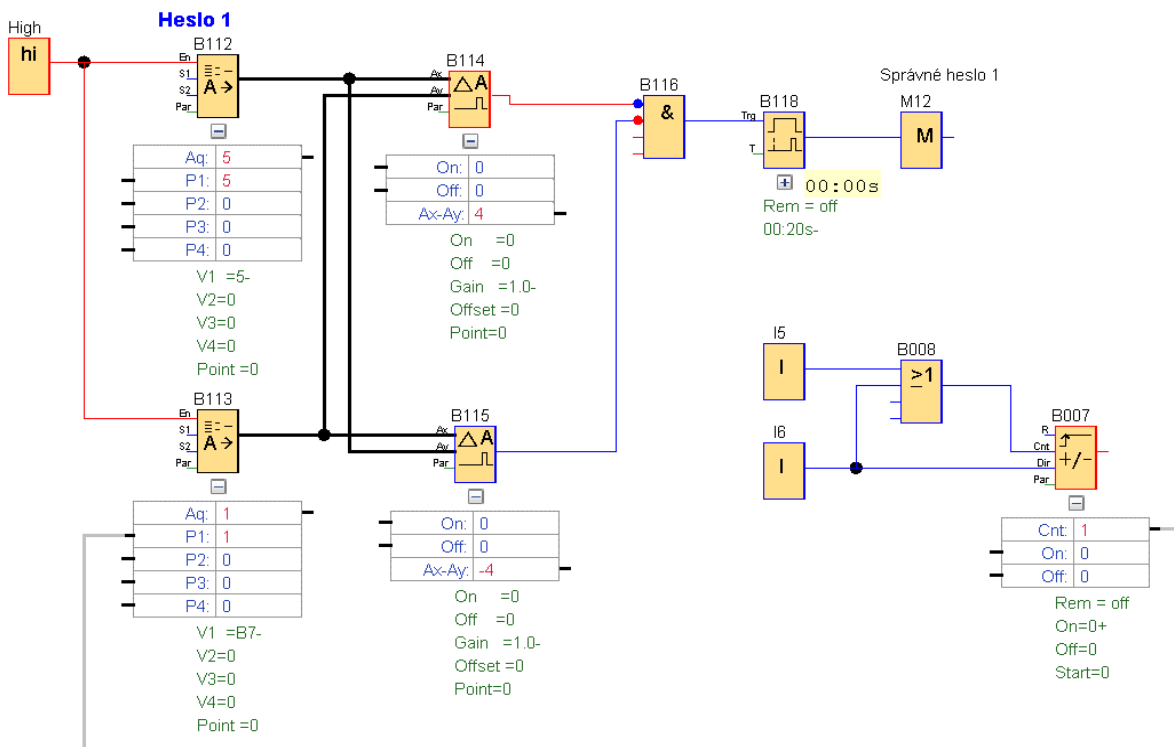 High
hi
Heslo 1
B112
En
S1
S2
Par
A→
Aq: 5
P1: 5
P2: 0
P3: 0
P4: 0
V1 =5-
V2=0
V3=0
V4=0
Point =0
B113
En
S1
S2
Par
A→
Aq: 1
P1: 1
P2: 0
P3: 0
P4: 0
V1 =B7-
V2=0
V3=0
V4=0
Point =0
B114
Ax
Ay
Par
△A
On: 0
Off: 0
Ax-Ay: 4
On =0
Off =0
Gain =1.0-
Offset =0
Point=0
B115
Ax
Ay
Par
△A
On: 0
Off: 0
Ax-Ay: -4
On =0
Off =0
Gain =1.0-
Offset =0
Point=0
B116
&
B118
Trg
T
00:00s
Rem = off
00:20s-
Správné heslo 1
M12
M
I5
I
I6
I
B008
≥1
B007
R
Cnt
Dir
Par
+/-
Cnt: 1
On: 0
Off: 0
Rem = off
On=0+
Off=0
Start=0